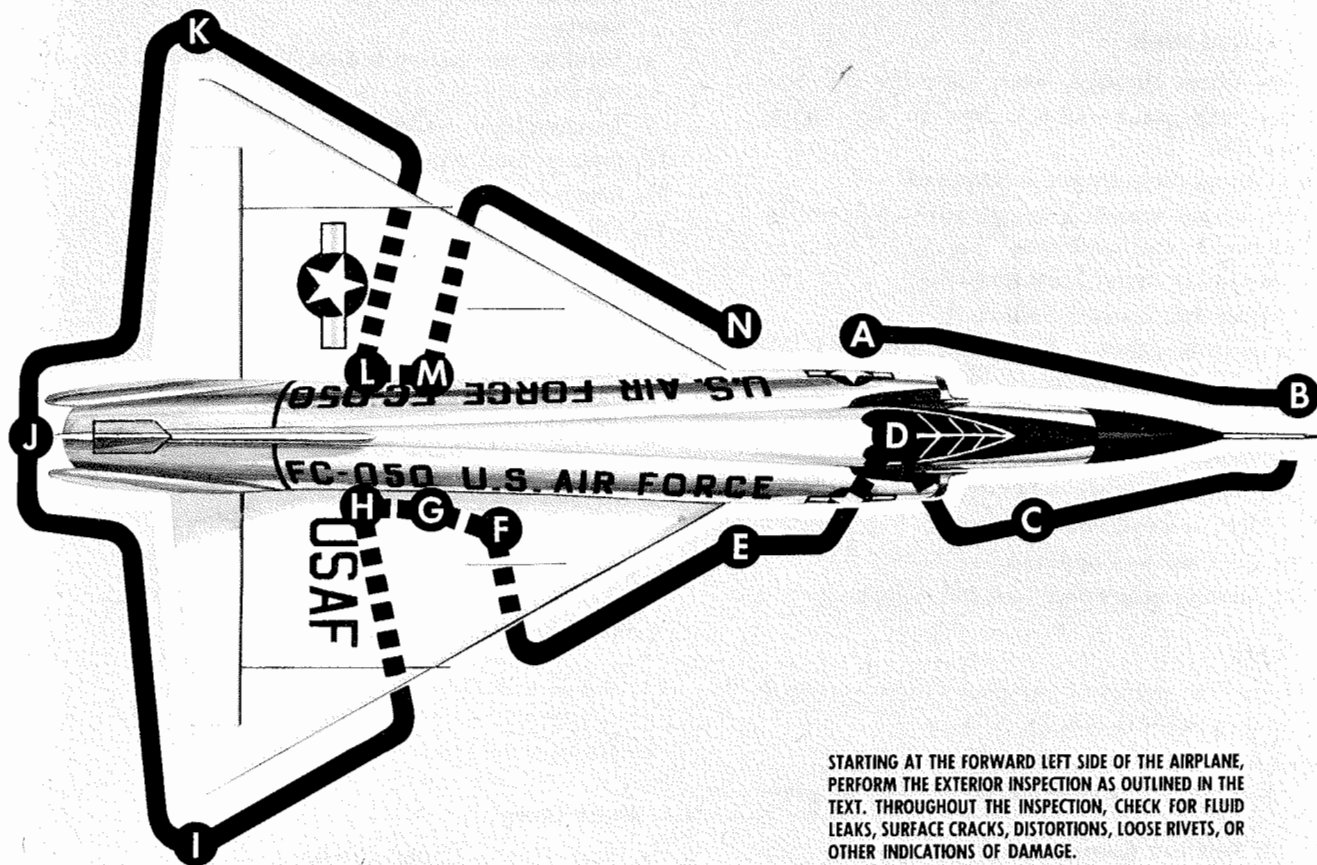 K
N
A
B
L
M
FC-050 U.S. AIR FORCE
J
D
FC-050 U.S. AIR FORCE
H
G
F
C
E
USAF
I
STARTING AT THE FORWARD LEFT SIDE OF THE AIRPLANE,
PERFORM THE EXTERIOR INSPECTION AS OUTLINED IN THE
TEXT. THROUGHOUT THE INSPECTION, CHECK FOR FLUID
LEAKS, SURFACE CRACKS, DISTORTIONS, LOOSE RIVETS, OR
OTHER INDICATIONS OF DAMAGE.